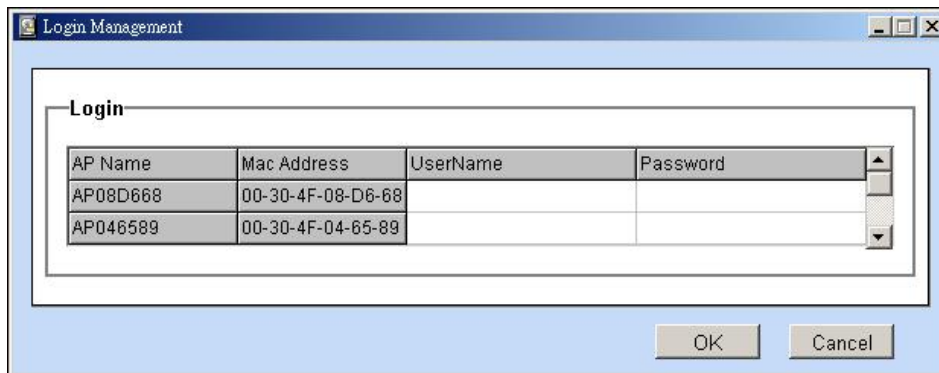 Login Management
Login
AP Name Mac Address UserName Password
AP08D668 00-30-4F-08-D6-68
AP046589 00-30-4F-04-65-89
OK Cancel